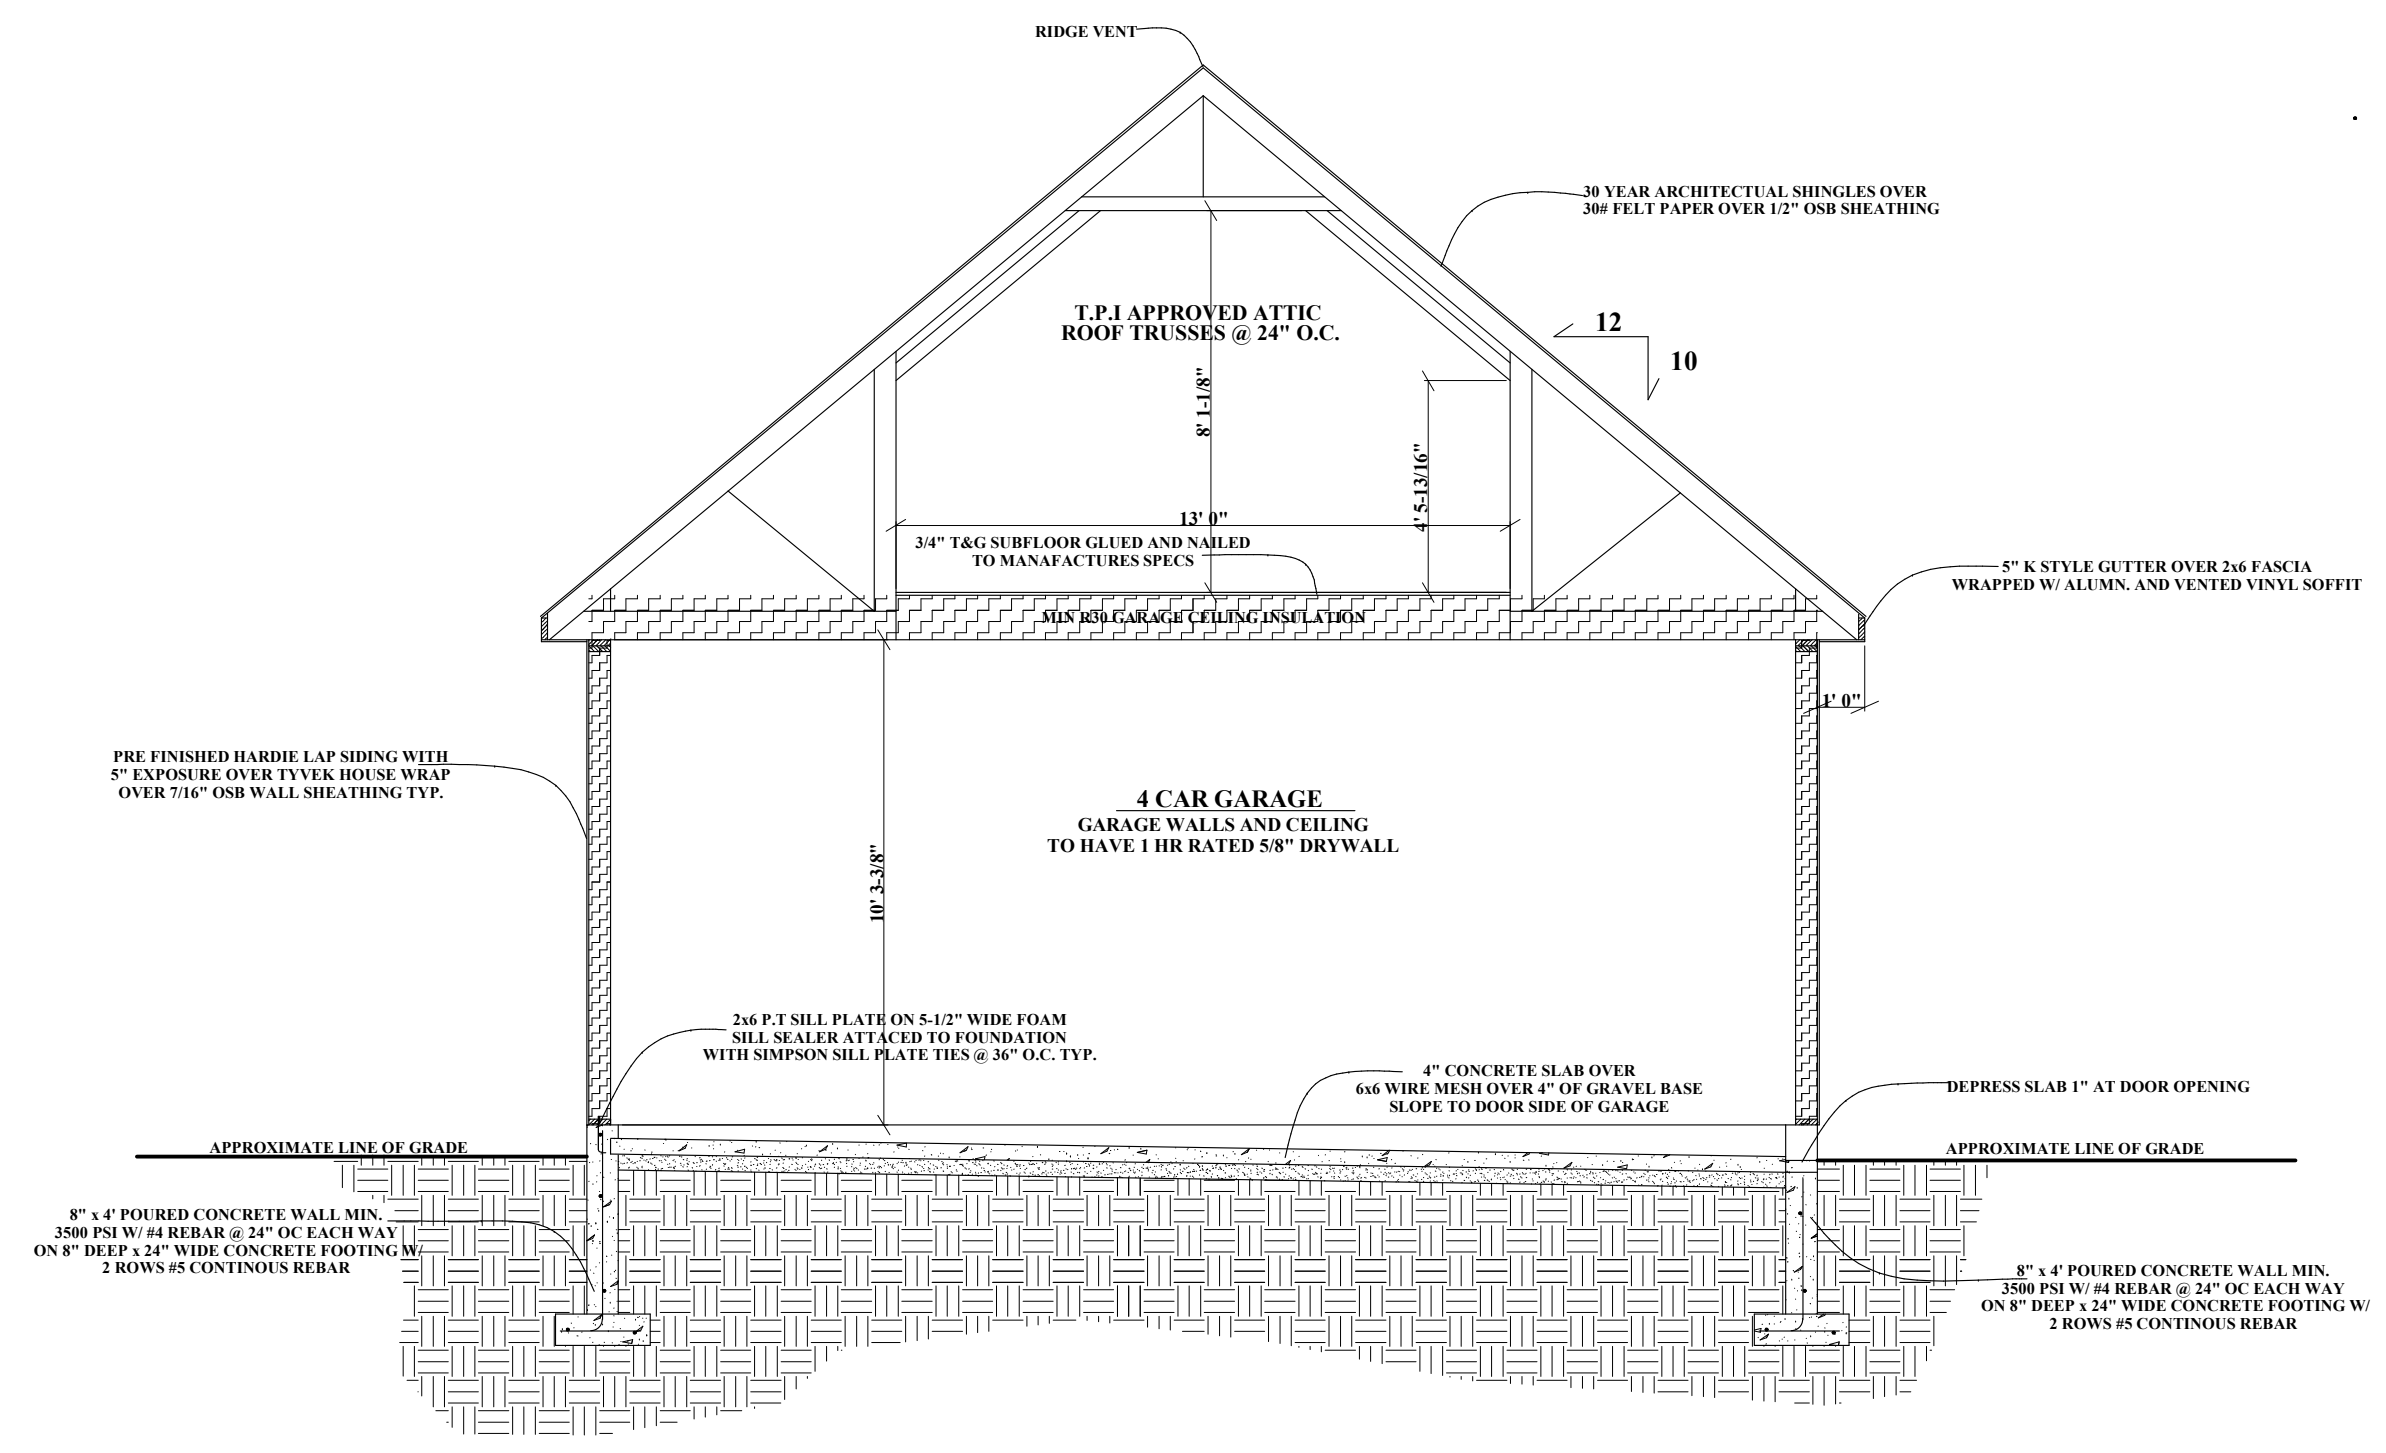 RIDGE VENT
30 YEAR ARCHITECTUAL SHINGLES OVER
30# FELT PAPER OVER 1/2" OSB SHEATHING
T.P.I APPROVED ATTIC
ROOF TRUSSES @ 24" O.C.
12
10
8' 1-1/8"
4' 5-13/16"
13' 0"
3/4" T&G SUBFLOOR GLUED AND NAILED
TO MANAFACTURES SPECS
5" K STYLE GUTTER OVER 2x6 FASCIA
WRAPPED W/ ALUMN. AND VENTED VINYL SOFFIT
MIN R30 GARAGE CEILING INSULATION
1' 0"
PRE FINISHED HARDIE LAP SIDING WITH
5" EXPOSURE OVER TYVEK HOUSE WRAP
OVER 7/16" OSB WALL SHEATHING TYP.
4 CAR GARAGE
GARAGE WALLS AND CEILING
TO HAVE 1 HR RATED 5/8" DRYWALL
10' 3-3/8"
2x6 P.T SILL PLATE ON 5-1/2" WIDE FOAM
SILL SEALER ATTACED TO FOUNDATION
WITH SIMPSON SILL PLATE TIES @ 36" O.C. TYP.
4" CONCRETE SLAB OVER
6x6 WIRE MESH OVER 4" OF GRAVEL BASE
SLOPE TO DOOR SIDE OF GARAGE
DEPRESS SLAB 1" AT DOOR OPENING
APPROXIMATE LINE OF GRADE
APPROXIMATE LINE OF GRADE
8" x 4' POURED CONCRETE WALL MIN.
3500 PSI W/ #4 REBAR @ 24" OC EACH WAY
ON 8" DEEP x 24" WIDE CONCRETE FOOTING W/
2 ROWS #5 CONTINOUS REBAR
8" x 4' POURED CONCRETE WALL MIN.
3500 PSI W/ #4 REBAR @ 24" OC EACH WAY
ON 8" DEEP x 24" WIDE CONCRETE FOOTING W/
2 ROWS #5 CONTINOUS REBAR